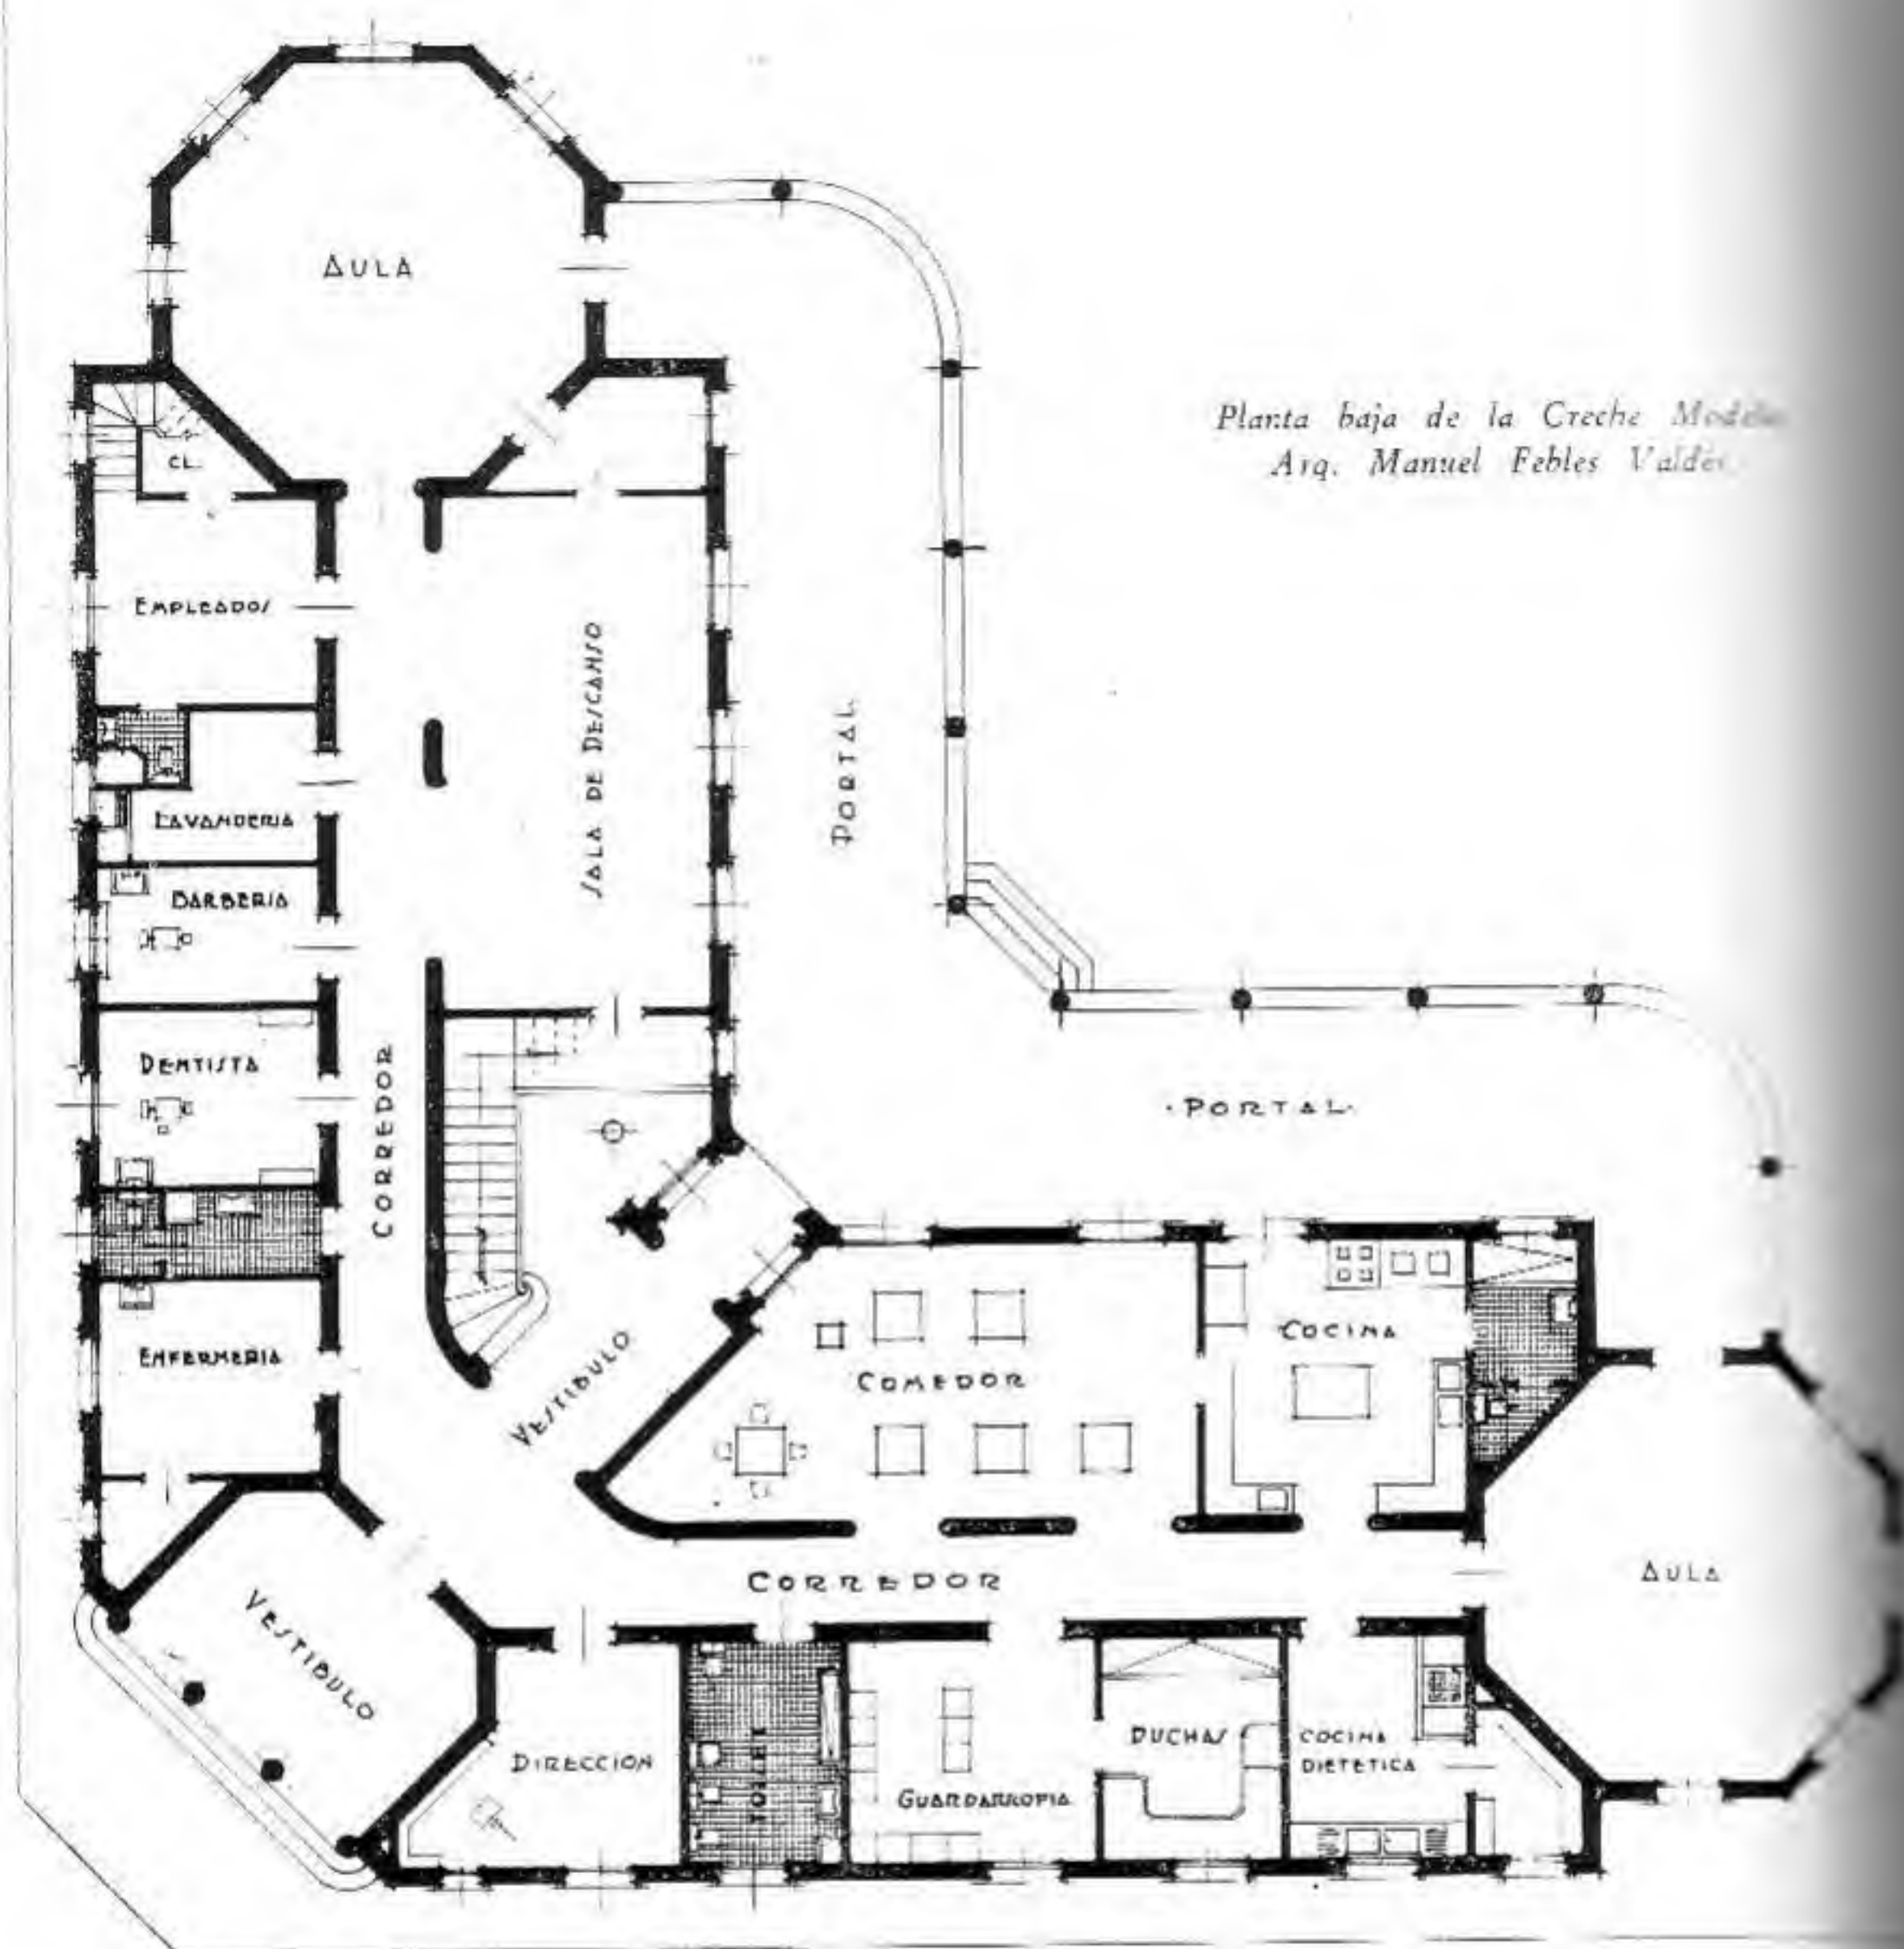 AULA
Planta baja de la Creche Modelo
Arq. Manuel Febles Valdés
CL.
EMPLEADOS
SALA DE DESCANSO
PORTAL
LAVANDERIA
BARBERIA
DENTISTA
CORREDOR
·PORTAL·
ENFERMERIA
VESTIBULO
COMEDOR
COCINA
CORREDOR
AULA
VESTIBULO
DIRECCION
TOILET
GUARDARROPIA
DUCHAS
COCINA
DIETETICA